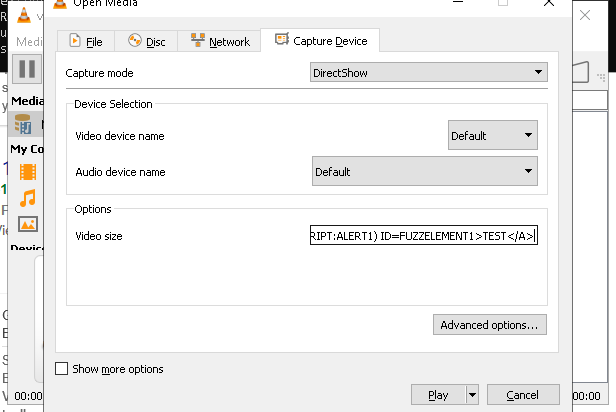 Open Media
Media
File
Disc
Network
Capture Device
Capture mode
DirectShow
Media
Device Selection
Video device name
Default
My Co
Audio device name
Default
Options
Video size
RIPT:ALERT1) ID=FUZZELEMENT1>TEST</A>
Device
Advanced options...
Show more options
00:00
Play
Cancel
00:00